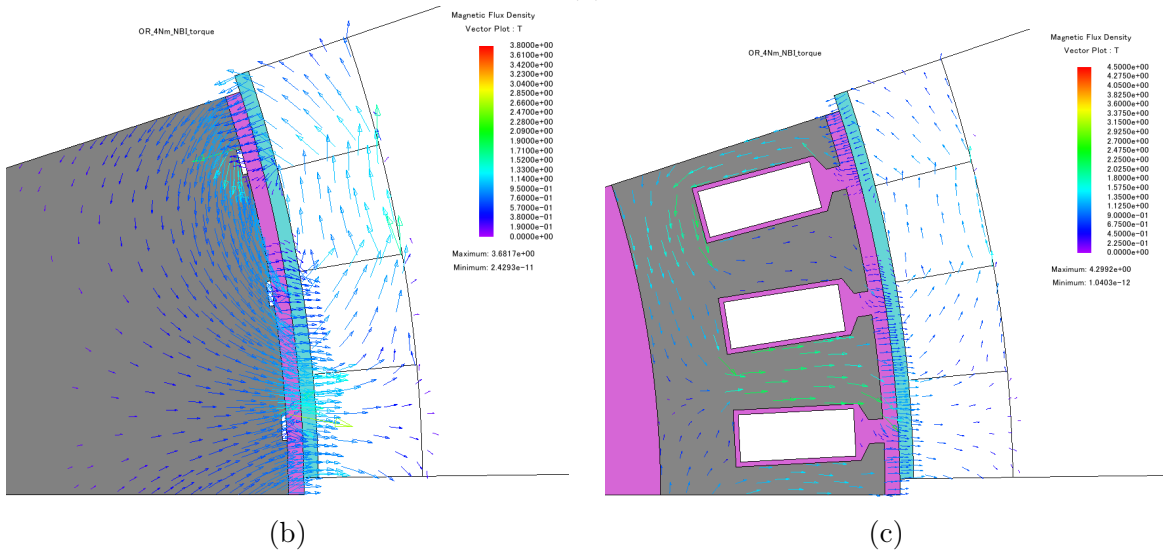 OR_4Nm_NBI_torque
Magnetic Flux Density
Vector Plot : T
3.8000e+00
3.6100e+00
3.4200e+00
3.2300e+00
3.0400e+00
2.8500e+00
2.6600e+00
2.4700e+00
2.2800e+00
2.0900e+00
1.9000e+00
1.7100e+00
1.5200e+00
1.3300e+00
1.1400e+00
9.5000e-01
7.6000e-01
5.7000e-01
3.8000e-01
1.9000e-01
0.0000e+00
Maximum: 3.6817e+00
Minimum: 2.4293e-11
(b)
OR_4Nm_NBI_torque
Magnetic Flux Density
Vector Plot : T
4.5000e+00
4.2750e+00
4.0500e+00
3.8250e+00
3.6000e+00
3.3750e+00
3.1500e+00
2.9250e+00
2.7000e+00
2.4750e+00
2.2500e+00
2.0250e+00
1.8000e+00
1.5750e+00
1.3500e+00
1.1250e+00
9.0000e-01
6.7500e-01
4.5000e-01
2.2500e-01
0.0000e+00
Maximum: 4.2992e+00
Minimum: 1.0403e-12
(c)